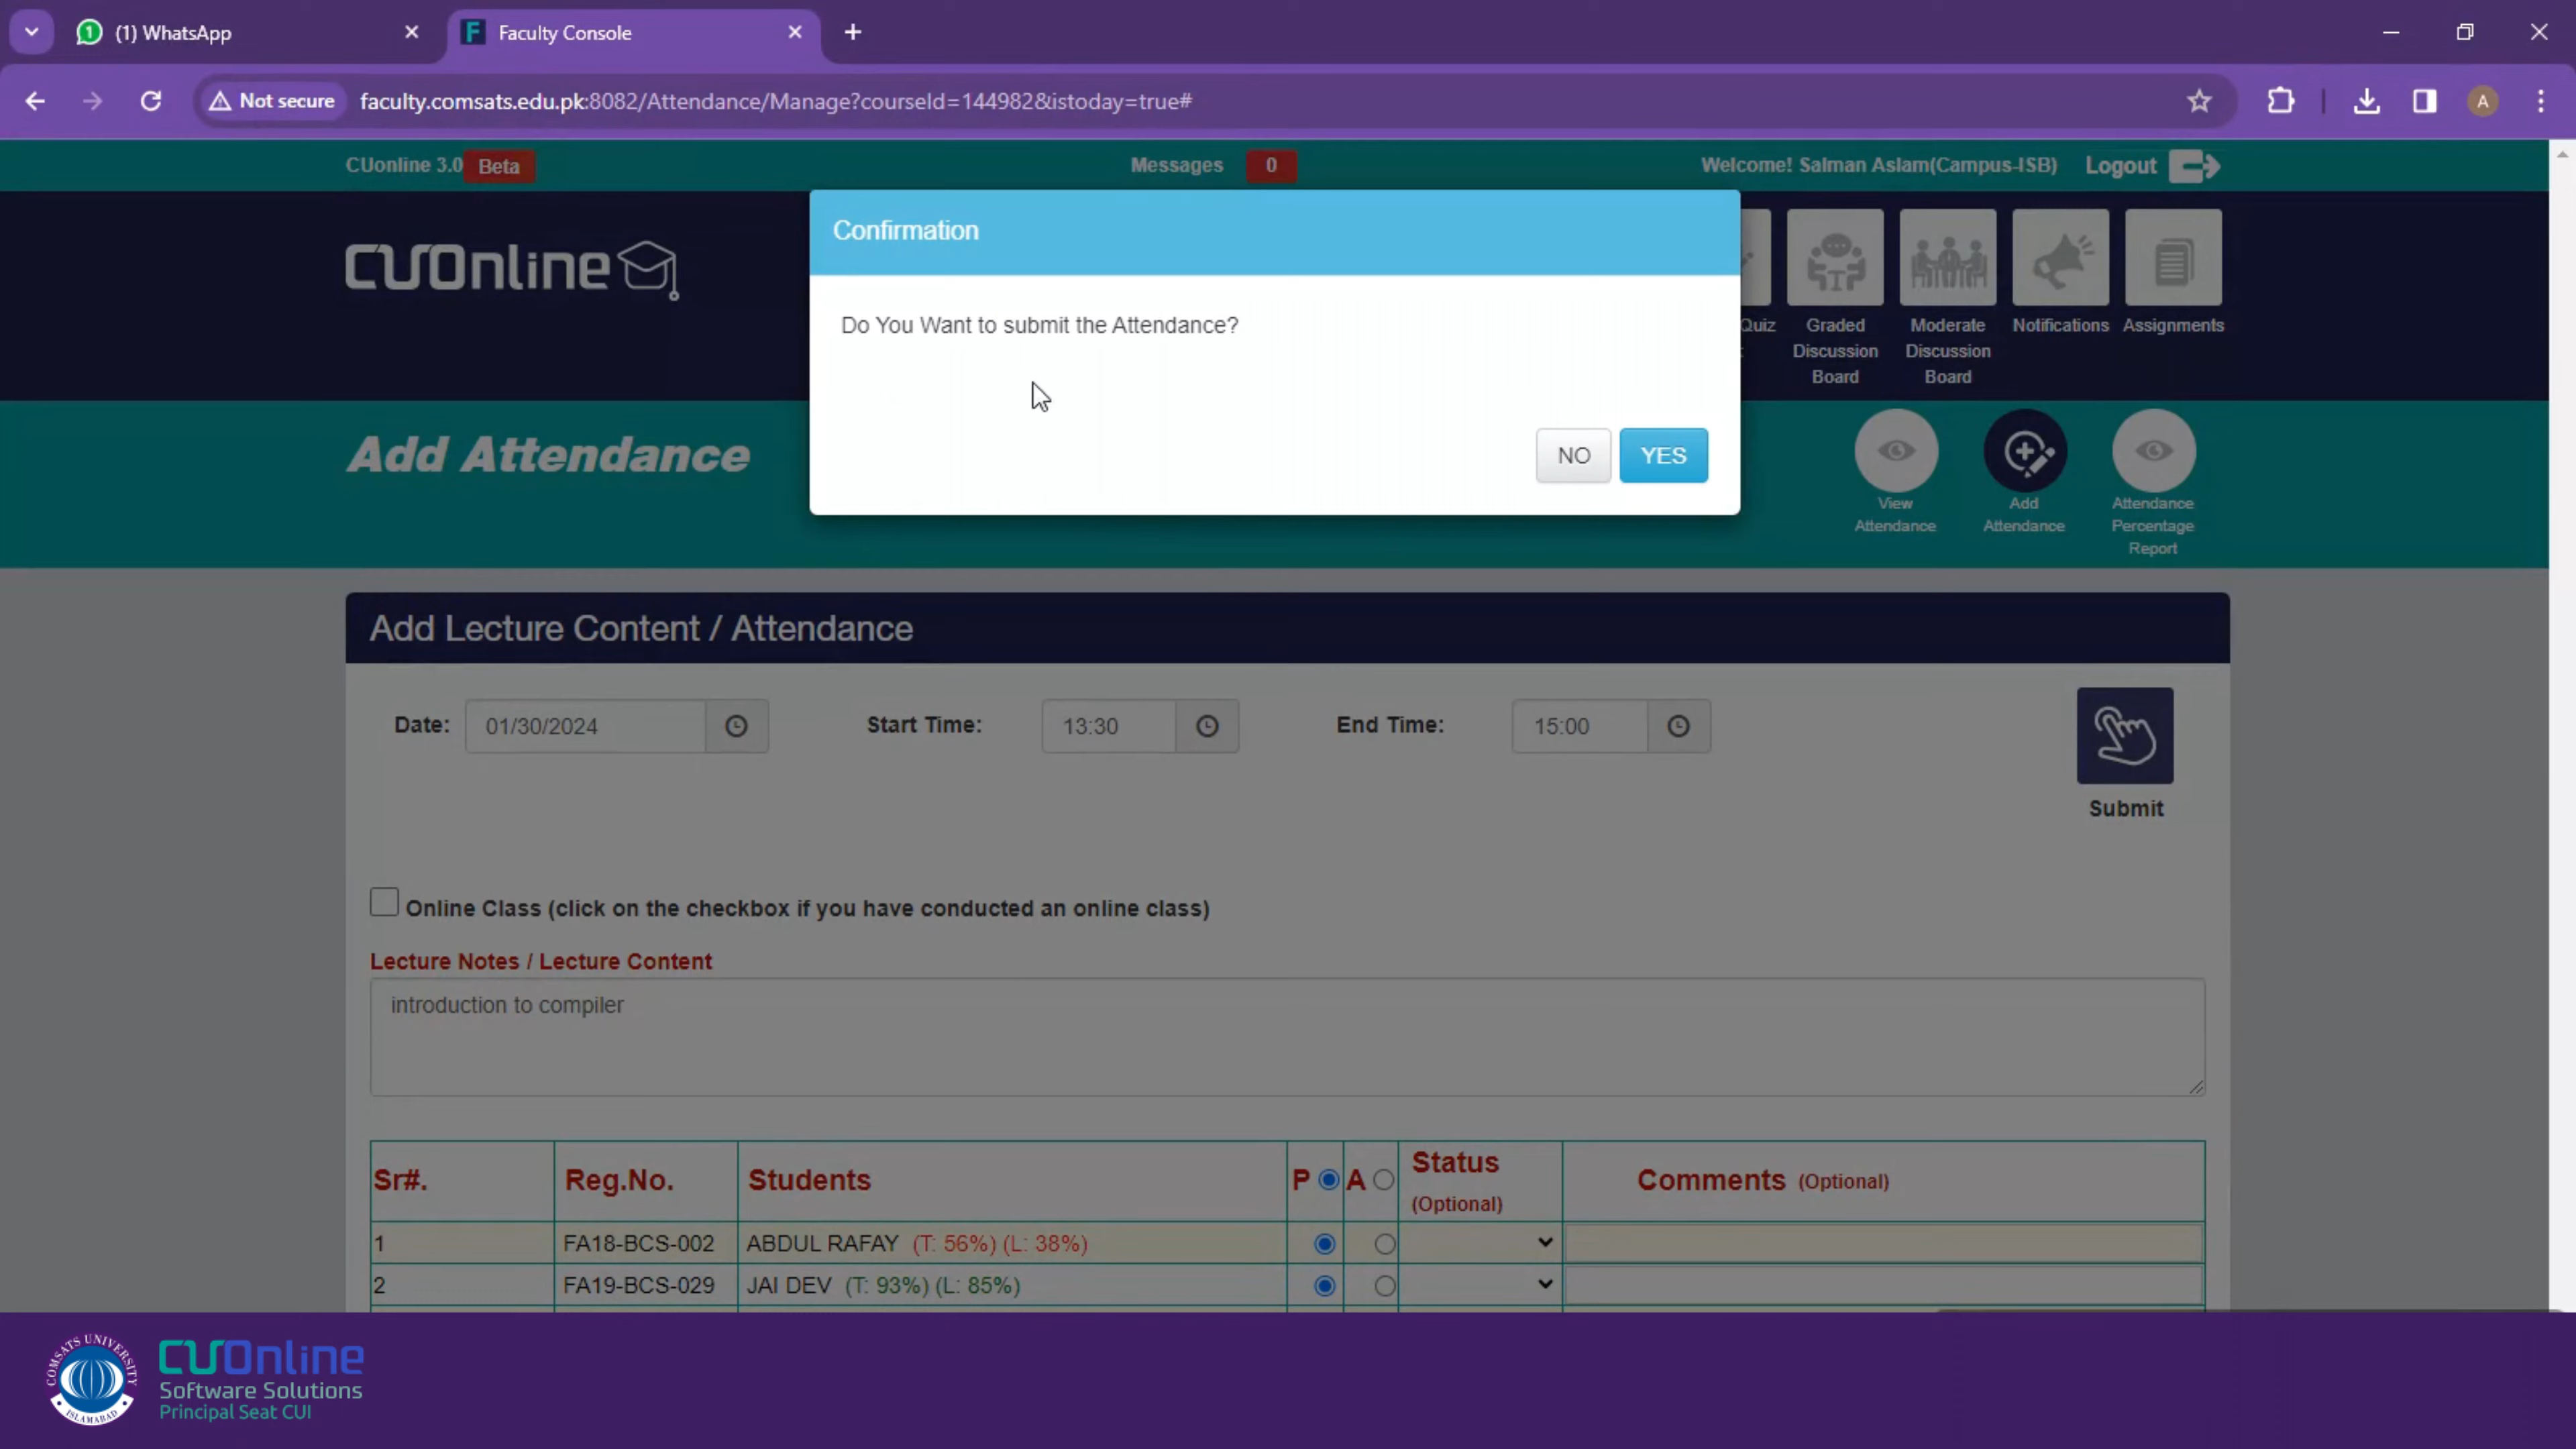 (1) WhatsApp
Faculty Console
Not secure
faculty.comsats.edu.pk:8082/Attendance/Manage?courseId=144982&istoday=true#
A
CUonline 3.0 Beta
Messages 0
Welcome! Salman Aslam(Campus-ISB) Logout
CUOnline
Confirmation
Do You Want to submit the Attendance?
NO YES
Quiz
Graded Discussion Board
Moderate Discussion Board
Notifications
Assignments
Add Attendance
View Attendance
Add Attendance
Attendance Percentage Report
Add Lecture Content / Attendance
Date: 01/30/2024 Start Time: 13:30 End Time: 15:00
Submit
Online Class (click on the checkbox if you have conducted an online class)
Lecture Notes / Lecture Content
introduction to compiler
Sr#. Reg.No. Students P A Status (Optional) Comments (Optional)
1 FA18-BCS-002 ABDUL RAFAY (T: 56%) (L: 38%)
2 FA19-BCS-029 JAI DEV (T: 93%) (L: 85%)
COMSATS UNIVERSITY
ISLAMABAD
CUOnline
Software Solutions
Principal Seat CUI